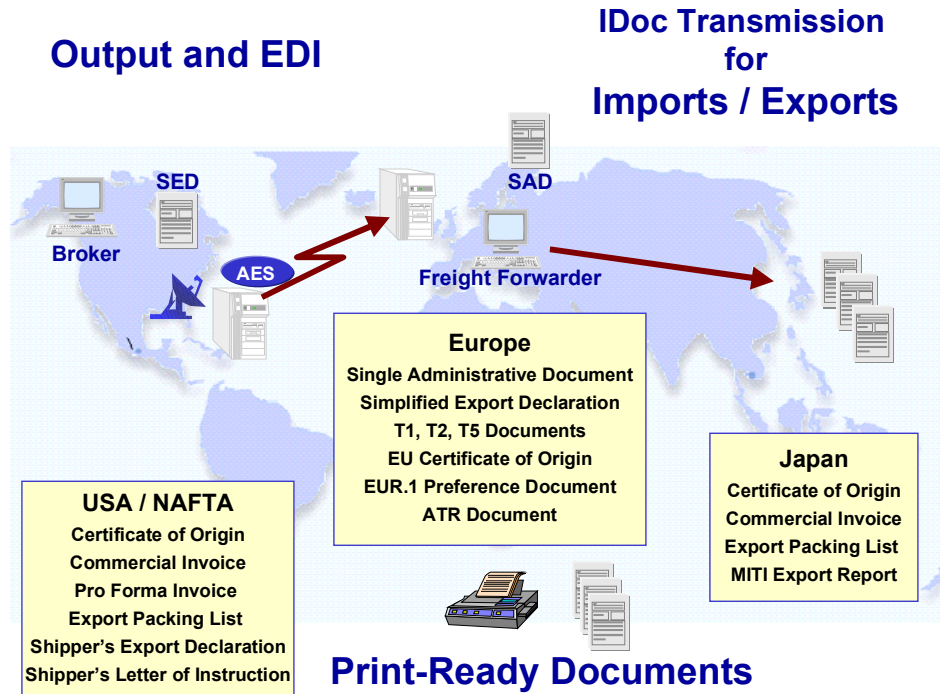 Output and EDI
IDoc Transmission
for
Imports / Exports
SED
SAD
Broker
AES
Freight Forwarder
Europe
Single Administrative Document
Simplified Export Declaration
T1, T2, T5 Documents
EU Certificate of Origin
EUR.1 Preference Document
ATR Document
USA / NAFTA
Certificate of Origin
Commercial Invoice
Pro Forma Invoice
Export Packing List
Shipper's Export Declaration
Shipper's Letter of Instruction
Japan
Certificate of Origin
Commercial Invoice
Export Packing List
MITI Export Report
Print-Ready Documents